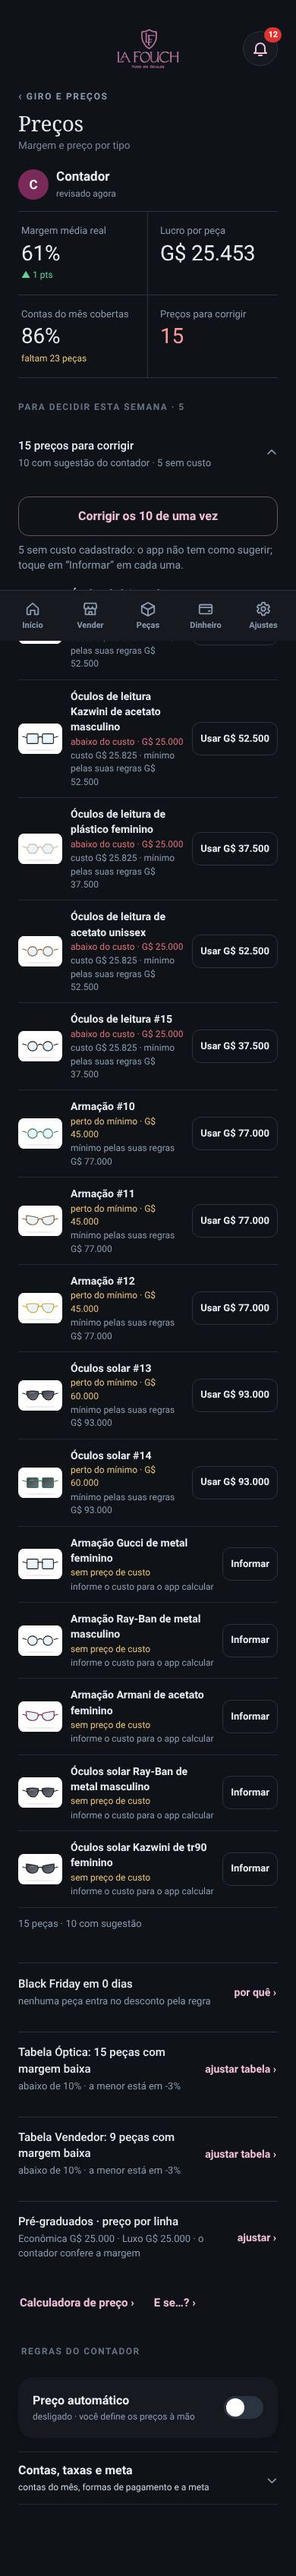 LA FOUCH
12
‹ GIRO E PREÇOS
Preços
Margem e preço por tipo
C
Contador
revisado agora
Margem média real
61%
▲ 1 pts
Lucro por peça
G$ 25.453
Contas do mês cobertas
86%
faltam 23 peças
Preços para corrigir
15
PARA DECIDIR ESTA SEMANA · 5
15 preços para corrigir
10 com sugestão do contador · 5 sem custo
Corrigir os 10 de uma vez
5 sem custo cadastrado: o app não tem como sugerir;
toque em “Informar” em cada uma.
Início
Vender
Peças
Dinheiro
Ajustes
pelas suas regras G$
52.500
Óculos de leitura
Kazwini de acetato
masculino
abaixo do custo · G$ 25.000
custo G$ 25.825 · mínimo
pelas suas regras G$
52.500
Usar G$ 52.500
Óculos de leitura de
plástico feminino
abaixo do custo · G$ 25.000
custo G$ 25.825 · mínimo
pelas suas regras G$
37.500
Usar G$ 37.500
Óculos de leitura de
acetato unissex
abaixo do custo · G$ 25.000
custo G$ 25.825 · mínimo
pelas suas regras G$
52.500
Usar G$ 52.500
Óculos de leitura #15
abaixo do custo · G$ 25.000
custo G$ 25.825 · mínimo
pelas suas regras G$
37.500
Usar G$ 37.500
Armação #10
perto do mínimo · G$
45.000
mínimo pelas suas regras
G$ 77.000
Usar G$ 77.000
Armação #11
perto do mínimo · G$
45.000
mínimo pelas suas regras
G$ 77.000
Usar G$ 77.000
Armação #12
perto do mínimo · G$
45.000
mínimo pelas suas regras
G$ 77.000
Usar G$ 77.000
Óculos solar #13
perto do mínimo · G$
60.000
mínimo pelas suas regras
G$ 93.000
Usar G$ 93.000
Óculos solar #14
perto do mínimo · G$
60.000
mínimo pelas suas regras
G$ 93.000
Usar G$ 93.000
Armação Gucci de metal
feminino
sem preço de custo
informe o custo para o app calcular
Informar
Armação Ray-Ban de metal
masculino
sem preço de custo
informe o custo para o app calcular
Informar
Armação Armani de acetato
feminino
sem preço de custo
informe o custo para o app calcular
Informar
Óculos solar Ray-Ban de
metal masculino
sem preço de custo
informe o custo para o app calcular
Informar
Óculos solar Kazwini de tr90
feminino
sem preço de custo
informe o custo para o app calcular
Informar
15 peças · 10 com sugestão
Black Friday em 0 dias
nenhuma peça entra no desconto pela regra
por quê ›
Tabela Óptica: 15 peças com
margem baixa
abaixo de 10% · a menor está em -3%
ajustar tabela ›
Tabela Vendedor: 9 peças com
margem baixa
abaixo de 10% · a menor está em -3%
ajustar tabela ›
Pré-graduados · preço por linha
Econômica G$ 25.000 · Luxo G$ 25.000 · o
contador confere a margem
ajustar ›
Calculadora de preço ›
E se…? ›
REGRAS DO CONTADOR
Preço automático
desligado · você define os preços à mão
Contas, taxas e meta
contas do mês, formas de pagamento e a meta